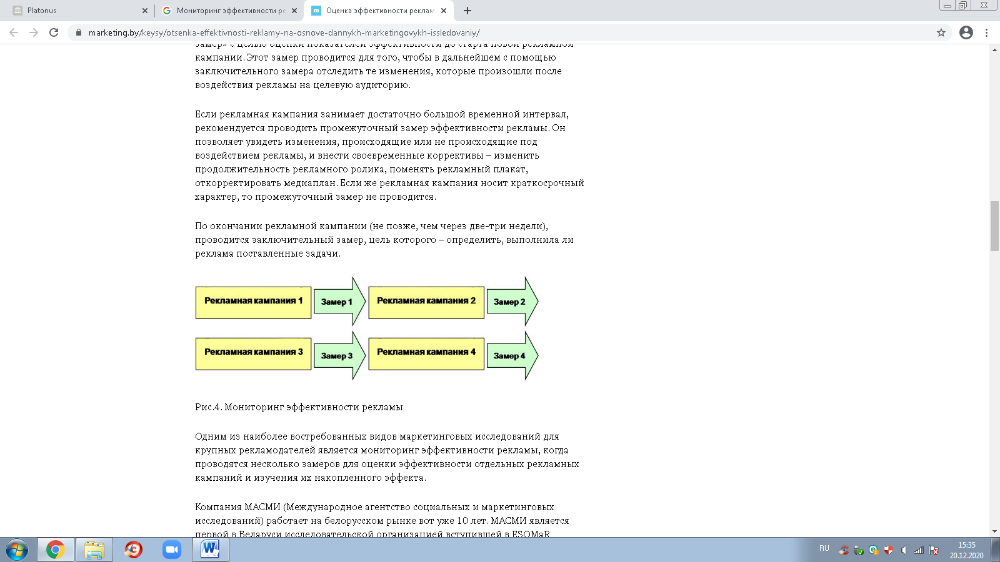 Platonus
Мониторинг эффективности ре
Оценка эффективности реклам
marketing.by/keysy/otsenka-effektivnosti-reklamy-na-osnove-dannykh-marketingovykh-issledovaniy/
замер» с целью оценки показателей эффективности до старта новой рекламной
кампании. Этот замер проводится для того, чтобы в дальнейшем с помощью
заключительного замера отследить те изменения, которые произошли после
воздействия рекламы на целевую аудиторию.
Если рекламная кампания занимает достаточно большой временной интервал,
рекомендуется проводить промежуточный замер эффективности рекламы. Он
позволяет увидеть изменения, происходящие или не происходящие под
воздействием рекламы, и внести своевременные коррективы – изменить
продолжительность рекламного ролика, поменять рекламный плакат,
откорректировать медиаплан. Если же рекламная кампания носит краткосрочный
характер, то промежуточный замер не проводится.
По окончании рекламной кампании (не позже, чем через две-три недели),
проводится заключительный замер, цель которого – определить, выполнила ли
реклама поставленные задачи.
Рекламная кампания 1 Замер 1 Рекламная кампания 2 Замер 2
Рекламная кампания 3 Замер 3 Рекламная кампания 4 Замер 4
Рис.4. Мониторинг эффективности рекламы
Одним из наиболее востребованных видов маркетинговых исследований для
крупных рекламодателей является мониторинг эффективности рекламы, когда
проводятся несколько замеров для оценки эффективности отдельных рекламных
кампаний и изучения их накопленного эффекта.
Компания МАСМИ (Международное агентство социальных и маркетинговых
исследований) работает на белорусском рынке вот уже 10 лет. МАСМИ является
первой в Беларуси исследовательской организацией вступившей в ESOMaR
RU
15:35
20.12.2020